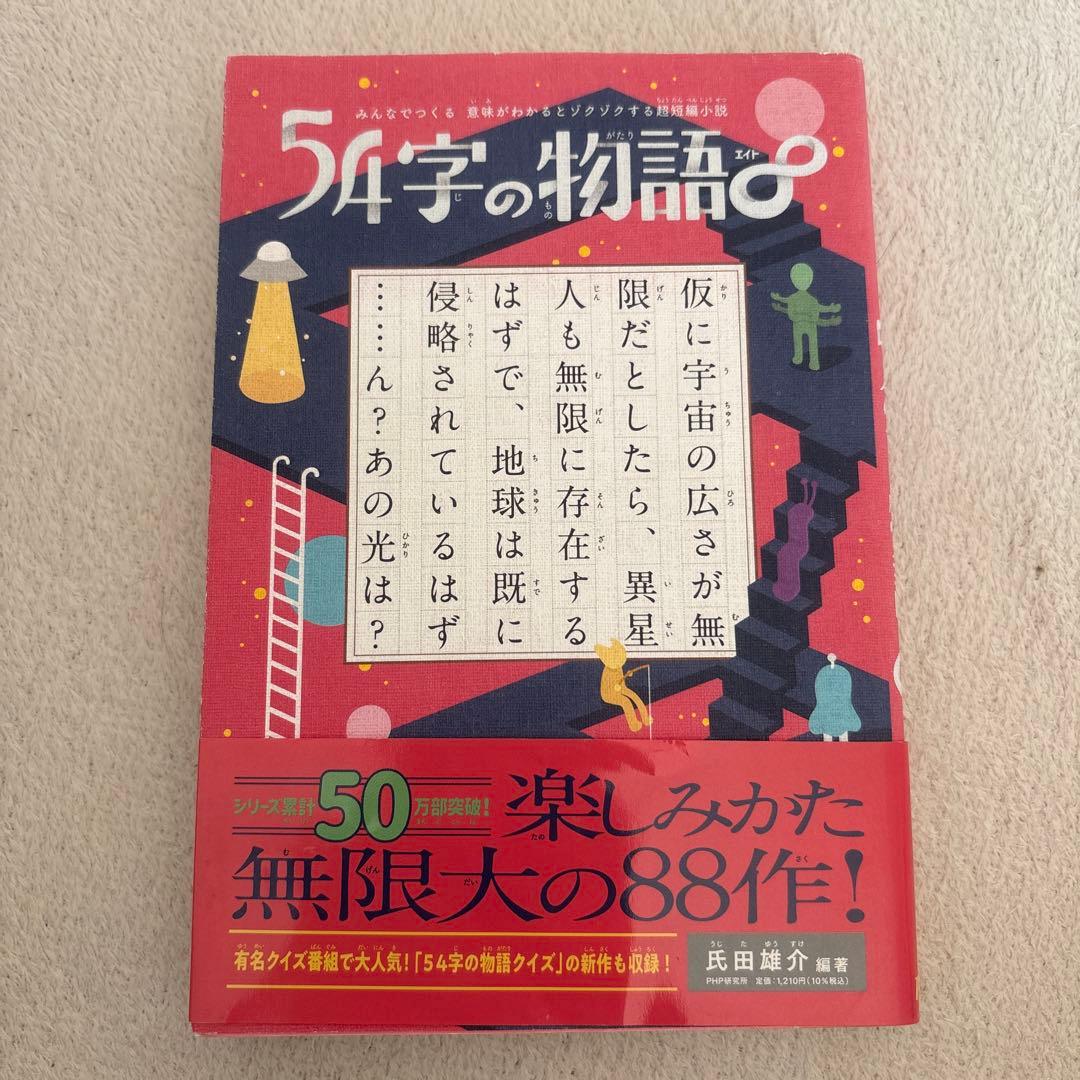 みんなでつくる 意味がわかるとゾクゾクする超短編小説
54字の物語∞
エイト
仮に宇宙の広さが無
限だとしたら、異星
人も無限に存在する
はずで、地球は既に
侵略されているはず
……ん?あの光は?
シリーズ累計50万部突破!
楽しみかた
無限大の88作!
有名クイズ番組で大人気!「54字の物語クイズ」の新作も収録!
氏田雄介 編著
PHP研究所 定価:1,210円(10%税込)